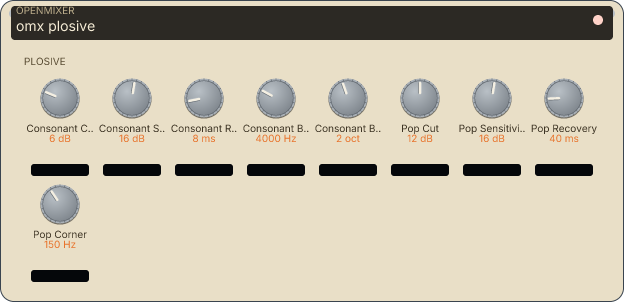 OPENMIXER
omx plosive
PLOSIVE
Consonant C.. Consonant S.. Consonant R.. Consonant B.. Consonant B.. Pop Cut Pop Sensitivi.. Pop Recovery
6 dB 16 dB 8 ms 4000 Hz 2 oct 12 dB 16 dB 40 ms
Pop Corner
150 Hz